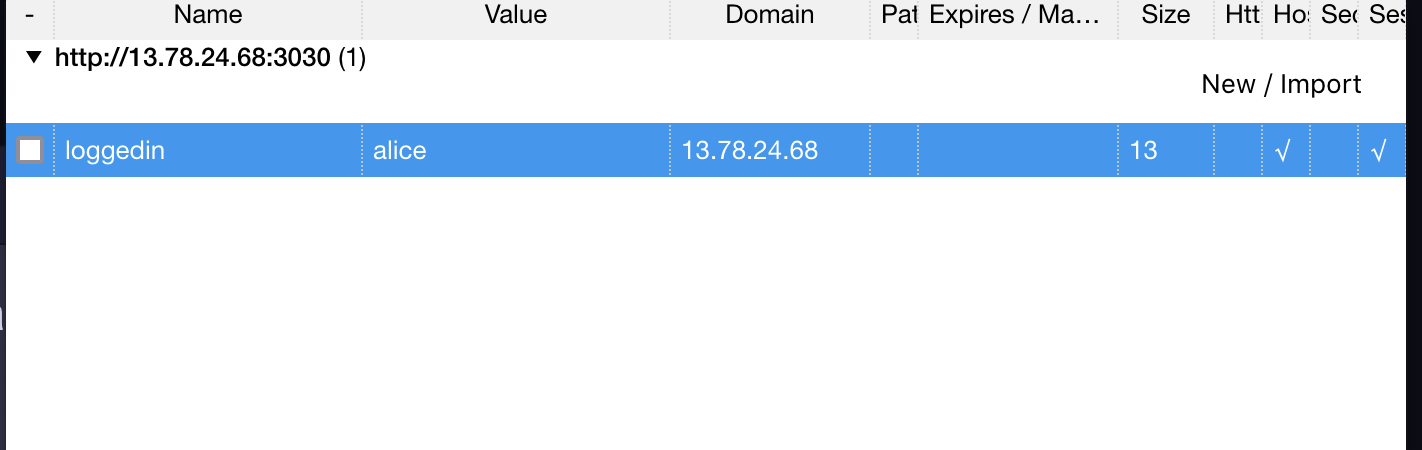 - Name Value Domain Pat Expires / Ma… Size Htt Hos Sec Ses
▼ http://13.78.24.68:3030 (1)
New / Import
loggedin alice 13.78.24.68 13 √ √